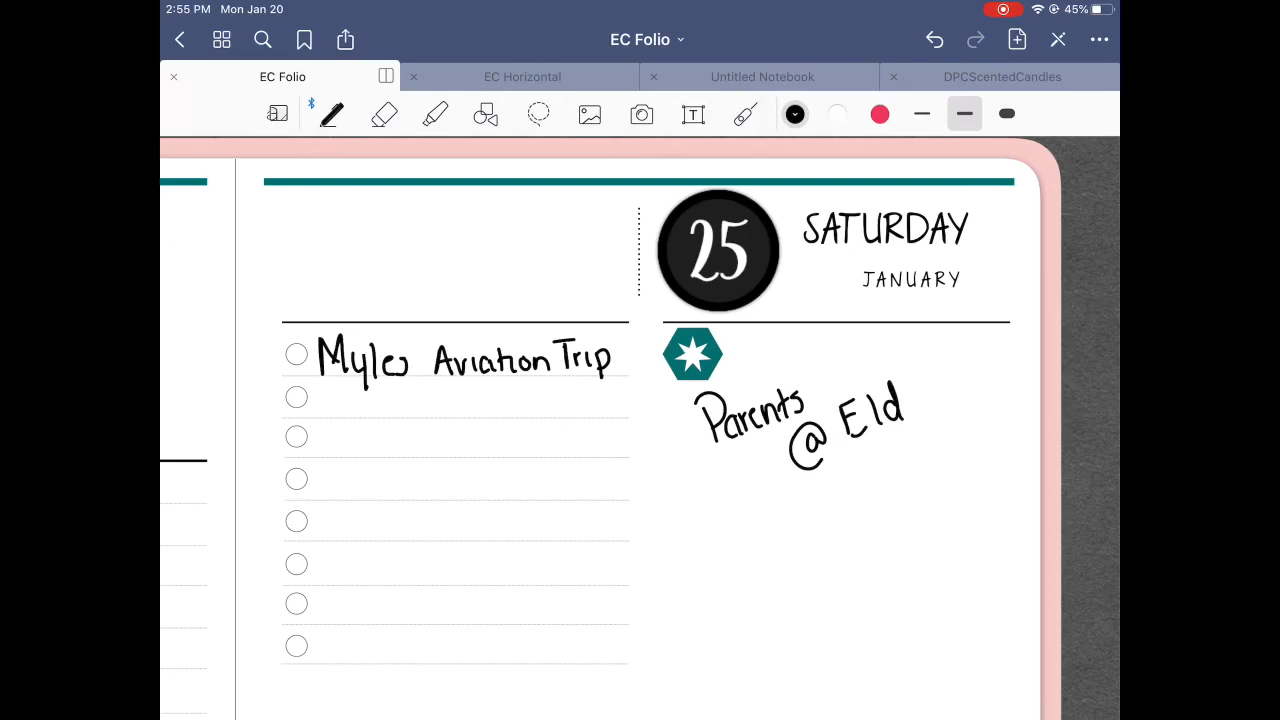 2:55 PM Mon Jan 20 45%
EC Folio
EC Folio EC Horizontal Untitled Notebook DPCScentedCandles
T
25 SATURDAY
JANUARY
Myles Aviation Trip
Parents
@ Eld